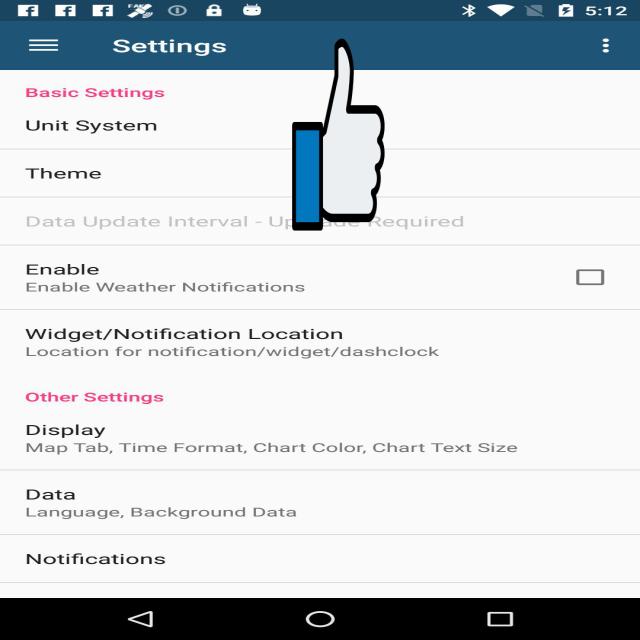 5:12
Settings
Basic Settings
Unit System
Theme
Data Update Interval - Required
Enable
Enable Weather Notifications
Widget/Notification Location
Location for notification/widget/dashclock
Other Settings
Display
Map Tab, Time Format, Chart Color, Chart Text Size
Data
Language, Background Data
Notifications